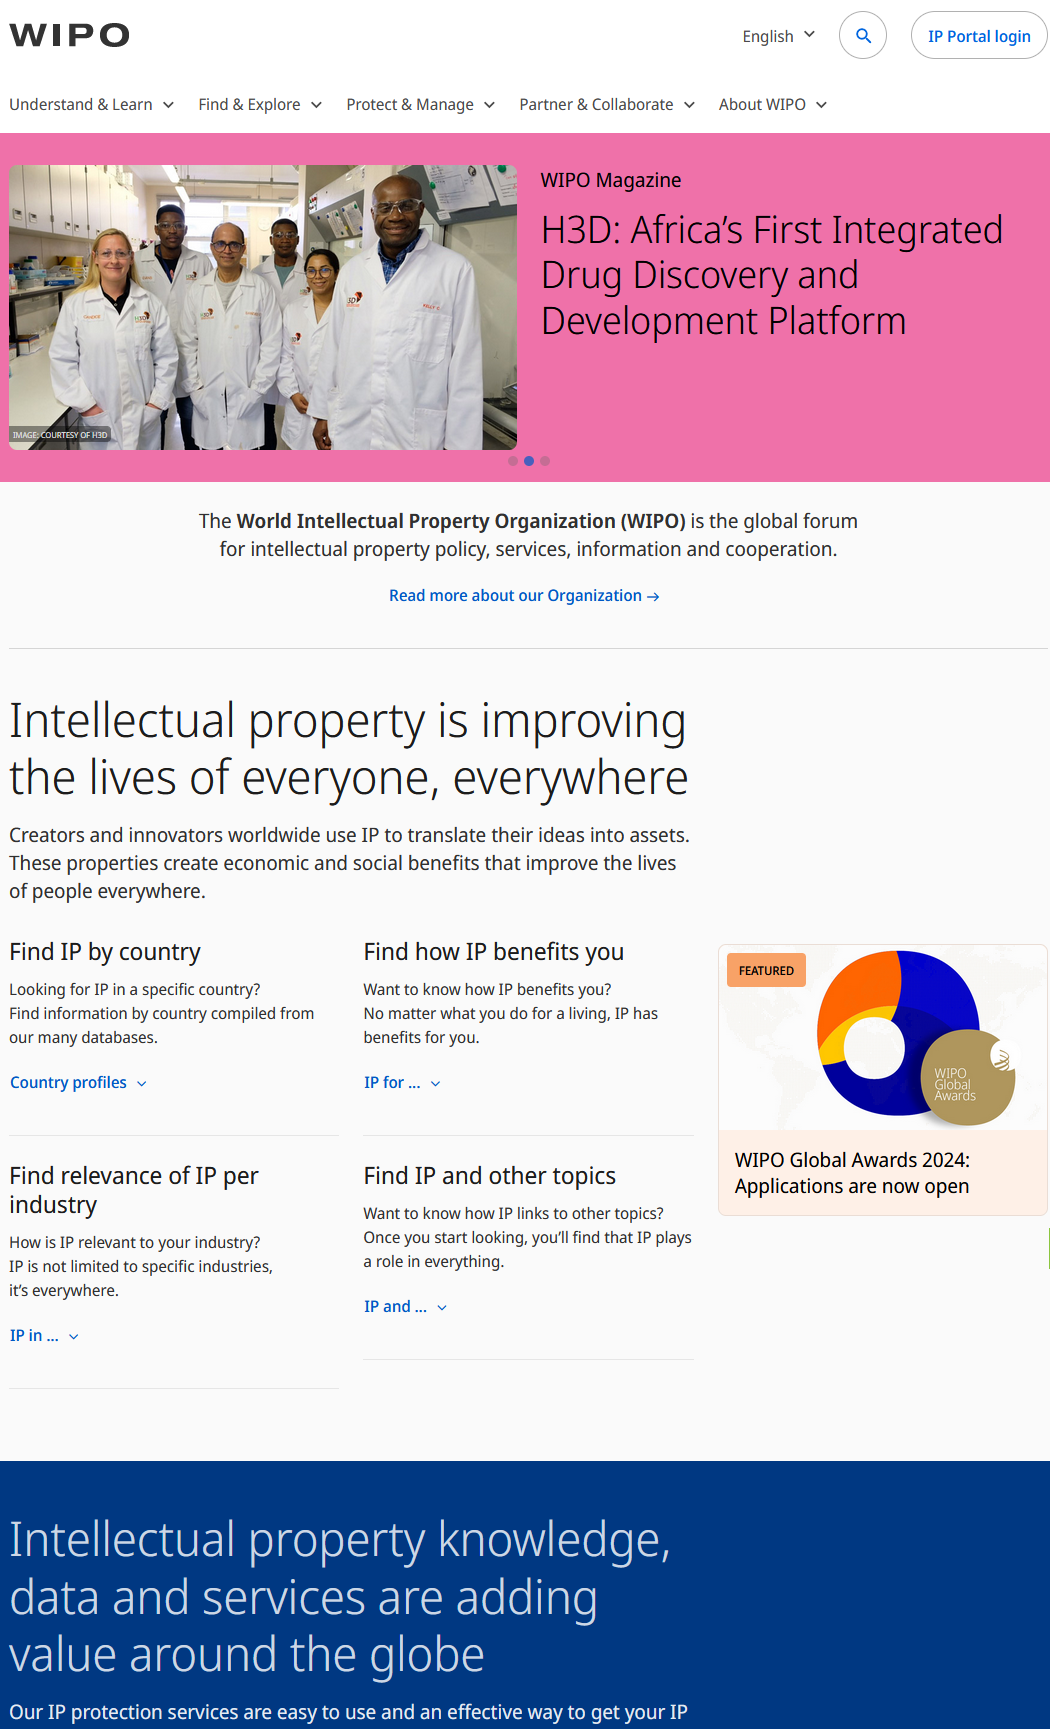 WIPO
English
IP Portal login
Understand & Learn
Find & Explore
Protect & Manage
Partner & Collaborate
About WIPO
IMAGE: COURTESY OF H3D
WIPO Magazine
H3D: Africa’s First Integrated
Drug Discovery and
Development Platform
The World Intellectual Property Organization (WIPO) is the global forum
for intellectual property policy, services, information and cooperation.
Read more about our Organization →
Intellectual property is improving
the lives of everyone, everywhere
Creators and innovators worldwide use IP to translate their ideas into assets.
These properties create economic and social benefits that improve the lives
of people everywhere.
Find IP by country
Looking for IP in a specific country?
Find information by country compiled from
our many databases.
Country profiles
Find how IP benefits you
Want to know how IP benefits you?
No matter what you do for a living, IP has
benefits for you.
IP for ...
Find relevance of IP per
industry
How is IP relevant to your industry?
IP is not limited to specific industries,
it’s everywhere.
IP in ...
Find IP and other topics
Want to know how IP links to other topics?
Once you start looking, you’ll find that IP plays
a role in everything.
IP and ...
FEATURED
WIPO
Global
Awards
WIPO Global Awards 2024:
Applications are now open
Intellectual property knowledge,
data and services are adding
value around the globe
Our IP protection services are easy to use and an effective way to get your IP